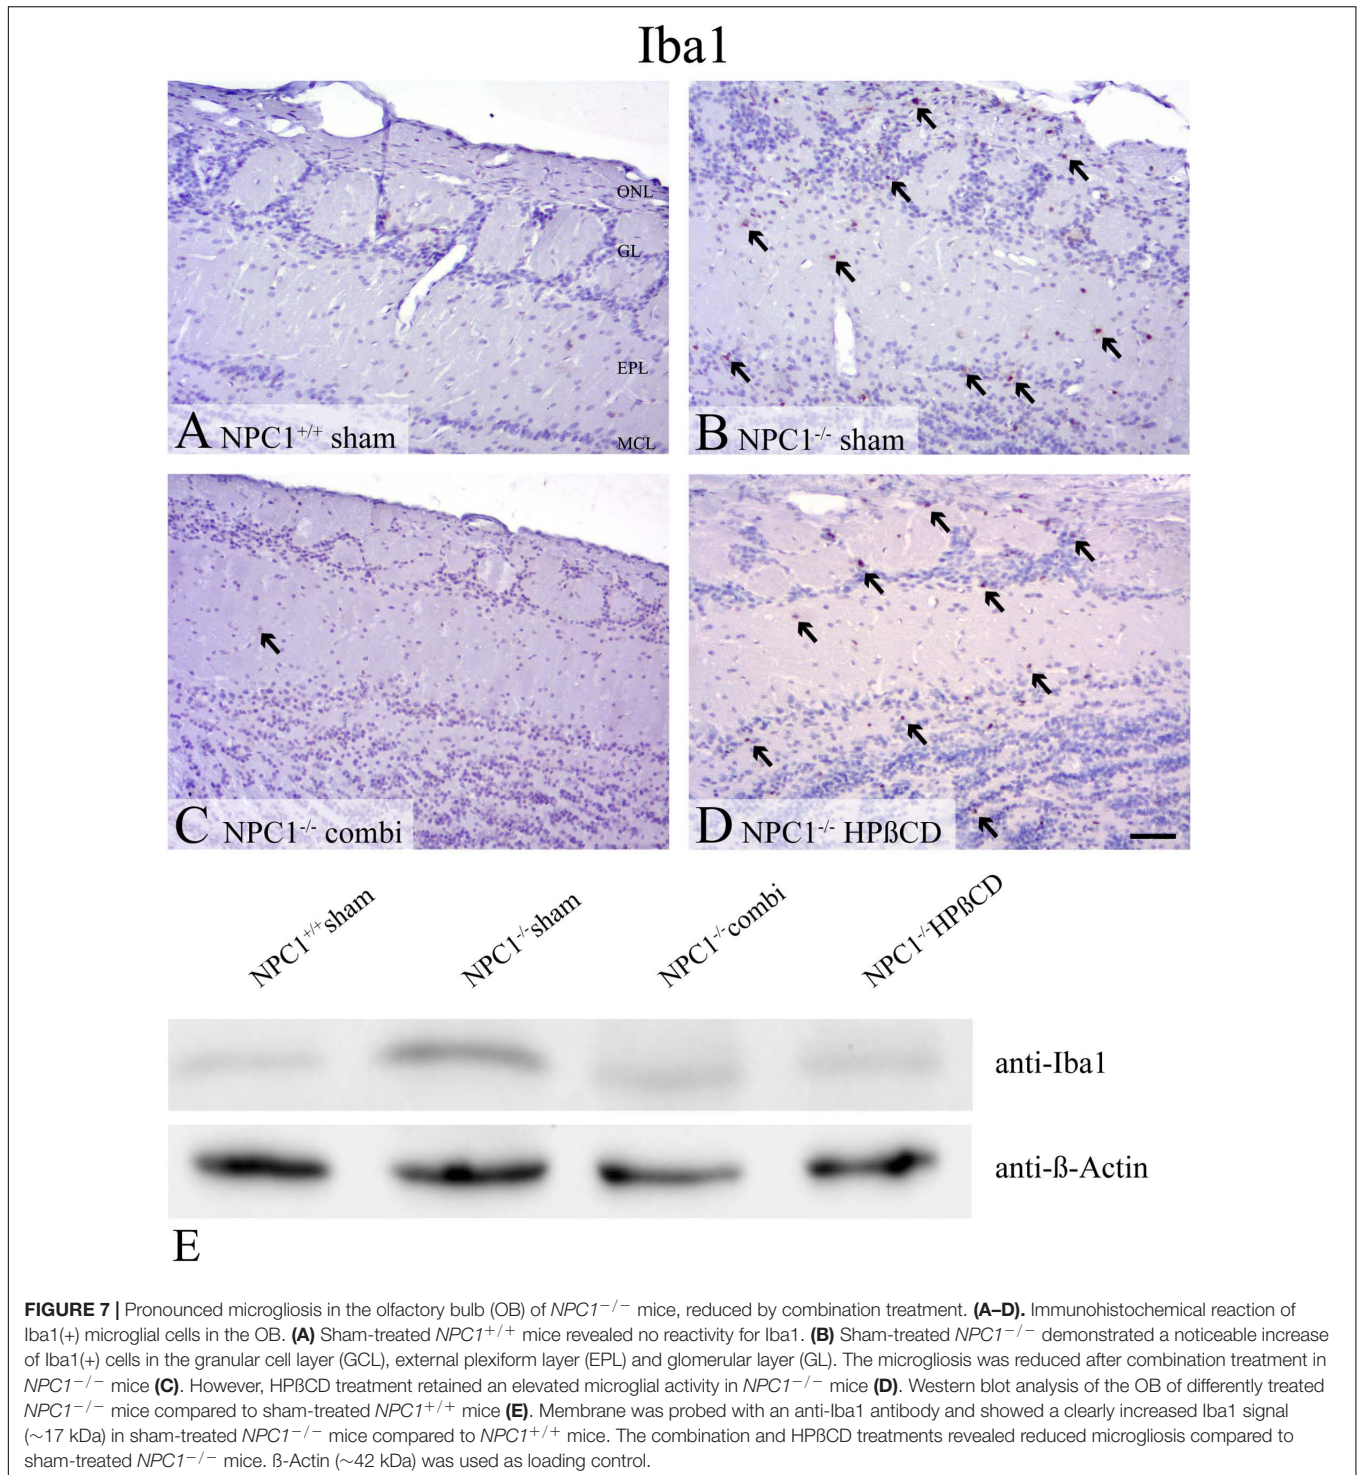 Iba1
ONL
GL
EPL
MCL
A NPC1+/+ sham
B NPC1-/- sham
C NPC1-/- combi
D NPC1-/- HPßCD
NPC1+/+sham
NPC1-/-sham
NPC1-/-combi
NPC1-/-HPßCD
anti-Iba1
anti-ß-Actin
E
FIGURE 7 | Pronounced microgliosis in the olfactory bulb (OB) of NPC1−/− mice, reduced by combination treatment. (A–D). Immunohistochemical reaction of
Iba1(+) microglial cells in the OB. (A) Sham-treated NPC1+/+ mice revealed no reactivity for Iba1. (B) Sham-treated NPC1−/− demonstrated a noticeable increase
of Iba1(+) cells in the granular cell layer (GCL), external plexiform layer (EPL) and glomerular layer (GL). The microgliosis was reduced after combination treatment in
NPC1−/− mice (C). However, HPßCD treatment retained an elevated microglial activity in NPC1−/− mice (D). Western blot analysis of the OB of differently treated
NPC1−/− mice compared to sham-treated NPC1+/+ mice (E). Membrane was probed with an anti-Iba1 antibody and showed a clearly increased Iba1 signal
(∼17 kDa) in sham-treated NPC1−/− mice compared to NPC1+/+ mice. The combination and HPßCD treatments revealed reduced microgliosis compared to
sham-treated NPC1−/− mice. ß-Actin (∼42 kDa) was used as loading control.